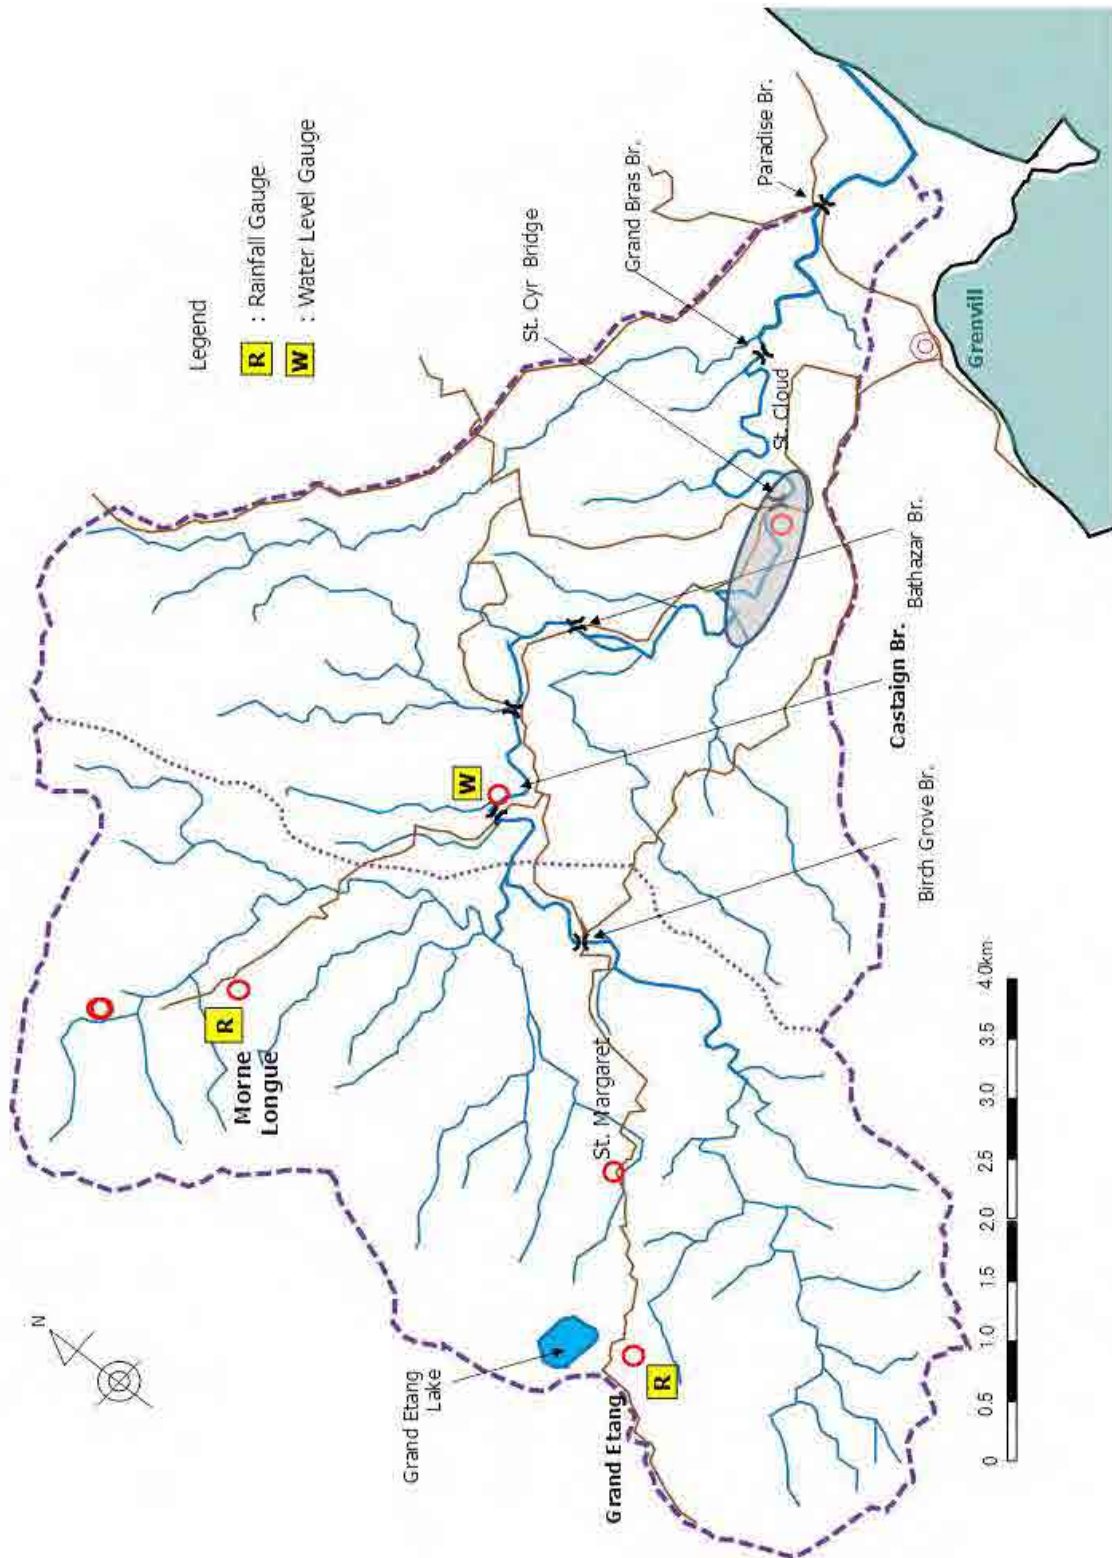 Legend
R : Rainfall Gauge
W : Water Level Gauge
Paradise Br.
Grand Bras Br.
St. Cyr Bridge
St. Cloud
Grenvill
Bathazar Br.
Castaign Br.
Birch Grove Br.
W
R
Morne
Longue
St. Margaret
Grand Etang
Lake
Grand Etang
R
N
0 0.5 1.0 1.5 2.0 2.5 3.0 3.5 4.0km